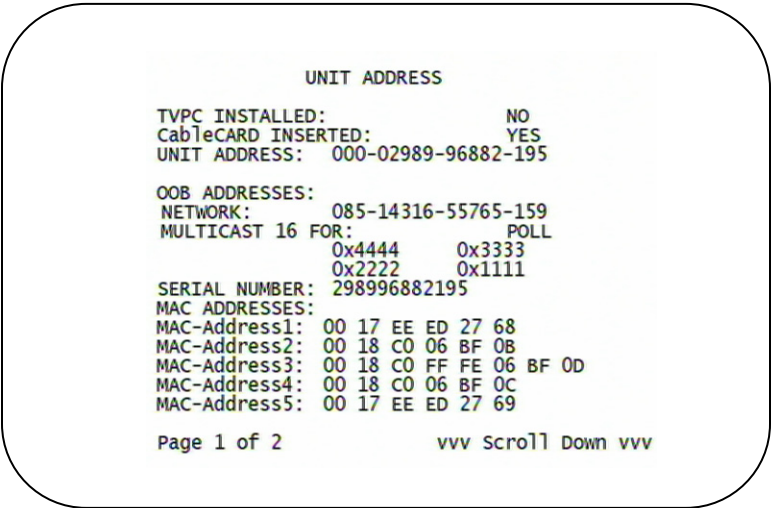 UNIT ADDRESS
TVPC INSTALLED: NO
CableCARD INSERTED: YES
UNIT ADDRESS: 000-02989-96882-195
OOB ADDRESSES:
NETWORK: 085-14316-55765-159
MULTICAST 16 FOR: POLL
0x4444 0x3333
0x2222 0x1111
SERIAL NUMBER: 298996882195
MAC ADDRESSES:
MAC-Address1: 00 17 EE ED 27 68
MAC-Address2: 00 18 C0 06 BF 0B
MAC-Address3: 00 18 C0 FF FE 06 BF 0D
MAC-Address4: 00 18 C0 06 BF 0C
MAC-Address5: 00 17 EE ED 27 69
Page 1 of 2 vvv Scroll Down vvv